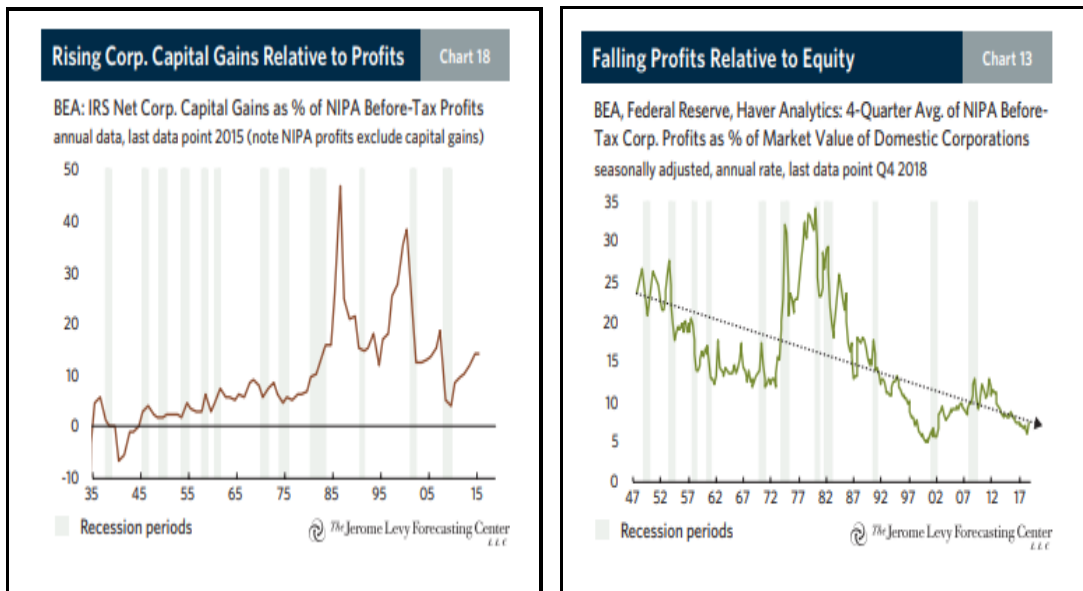 Rising Corp. Capital Gains Relative to Profits
Chart 18
BEA: IRS Net Corp. Capital Gains as % of NIPA Before-Tax Profits
annual data, last data point 2015 (note NIPA profits exclude capital gains)
50
40
30
20
10
0
-10
35 45 55 65 75 85 95 05 15
Recession periods
The Jerome Levy Forecasting Center
LLC
Falling Profits Relative to Equity
Chart 13
BEA, Federal Reserve, Haver Analytics: 4-Quarter Avg. of NIPA Before-
Tax Corp. Profits as % of Market Value of Domestic Corporations
seasonally adjusted, annual rate, last data point Q4 2018
35
30
25
20
15
10
5
0
47 52 57 62 67 72 77 82 87 92 97 02 07 12 17
Recession periods
The Jerome Levy Forecasting Center
LLC